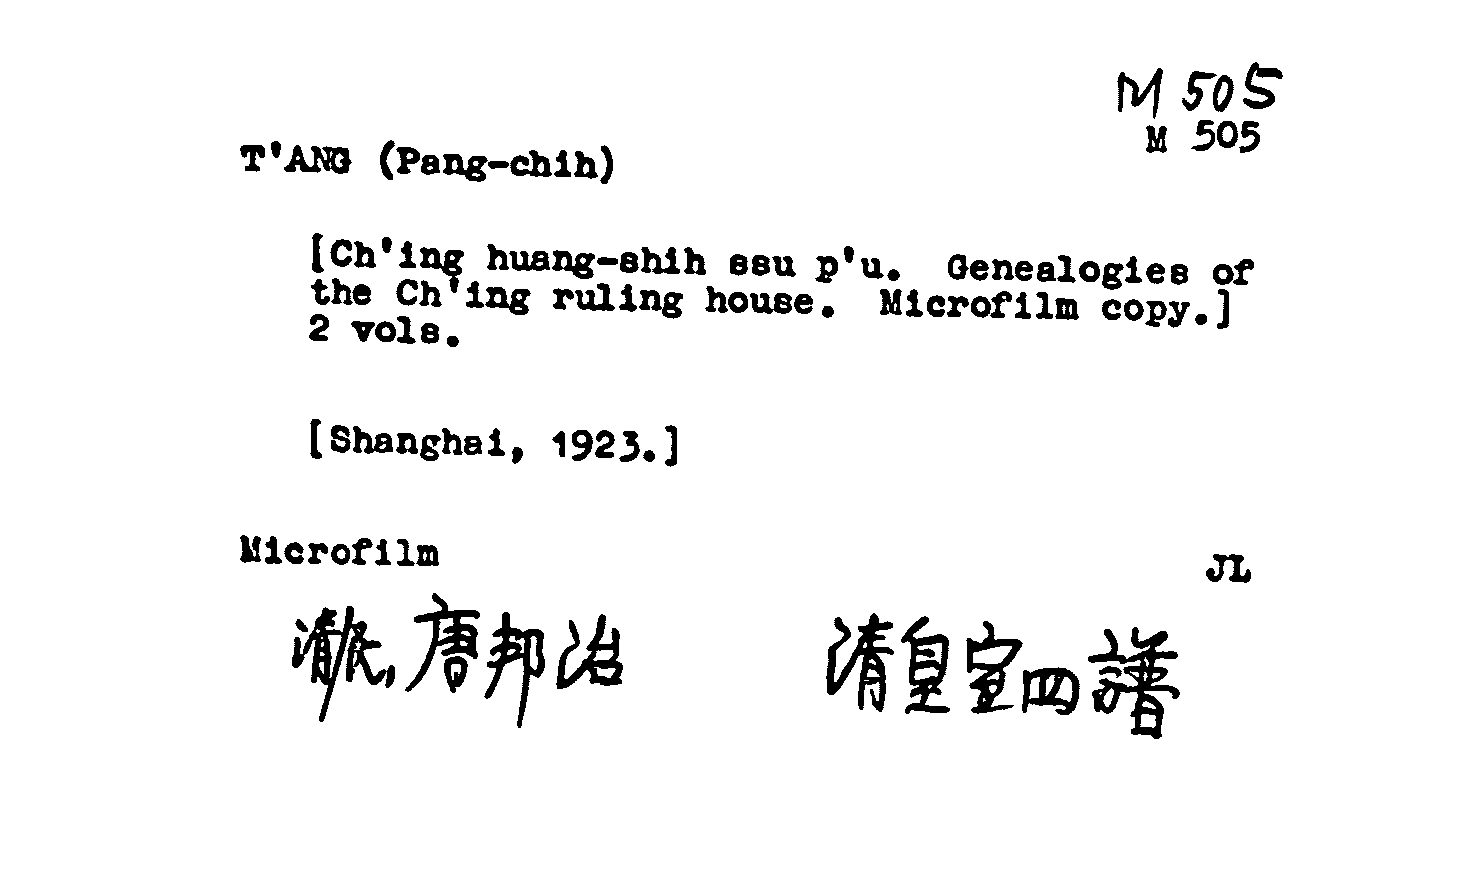 M 505
M 505
T'ANG (Pang-chih)
[Ch'ing huang-shih ssu p'u. Genealogies of
the Ch'ing ruling house. Microfilm copy.]
2 vols.
[Shanghai, 1923.]
Microfilm
JL
唐邦治
清皇室四譜